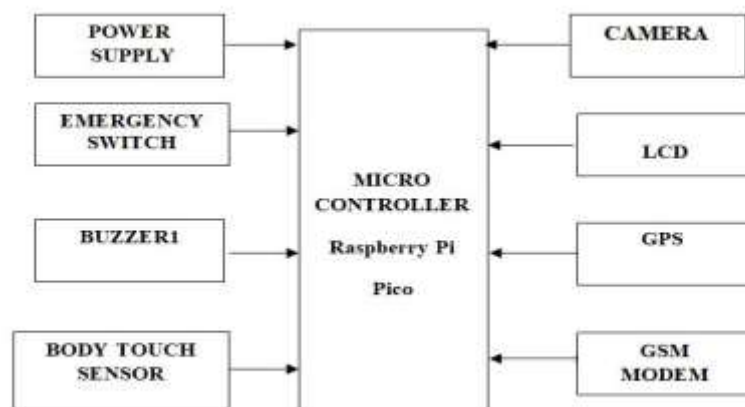 POWER
SUPPLY
EMERGENCY
SWITCH
BUZZER1
BODY TOUCH
SENSOR
MICRO
CONTROLLER
Raspberry Pi
Pico
CAMERA
LCD
GPS
GSM
MODEM